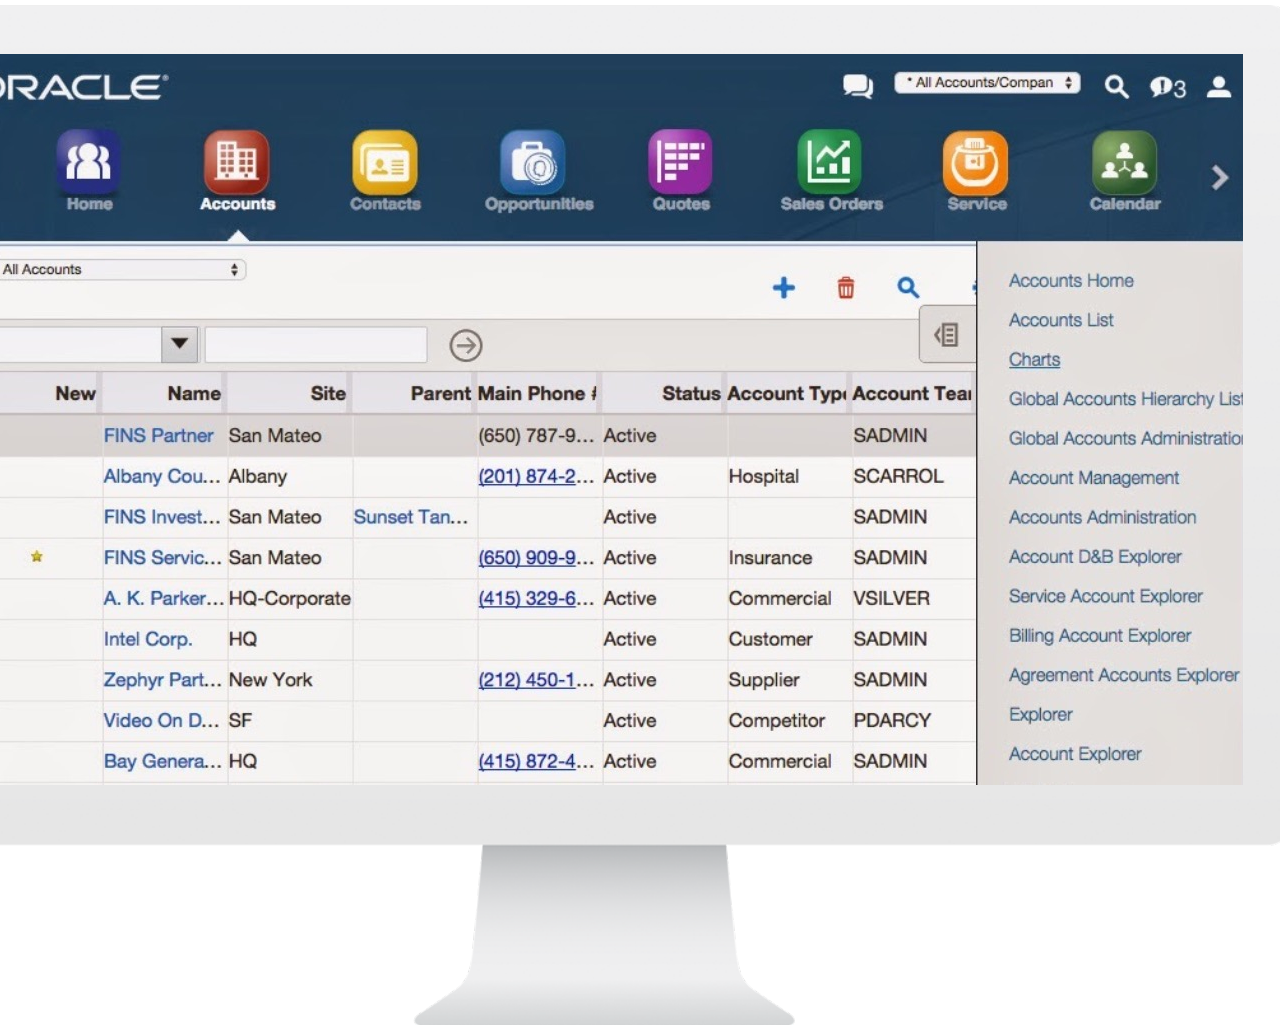 ORACLE®
* All Accounts/Compan
3
Home
Accounts
Contacts
Opportunities
Quotes
Sales Orders
Service
Calendar
All Accounts
New Name Site Parent Main Phone # Status Account Type Account Tea
FINS Partner San Mateo (650) 787-9... Active SADMIN
Albany Cou... Albany (201) 874-2... Active Hospital SCARROL
FINS Invest... San Mateo Sunset Tan... Active SADMIN
FINS Servic... San Mateo (650) 909-9... Active Insurance SADMIN
A. K. Parker... HQ-Corporate (415) 329-6... Active Commercial VSILVER
Intel Corp. HQ Active Customer SADMIN
Zephyr Part... New York (212) 450-1... Active Supplier SADMIN
Video On D... SF Active Competitor PDARCY
Bay Genera... HQ (415) 872-4... Active Commercial SADMIN
Accounts Home
Accounts List
Charts
Global Accounts Hierarchy List
Global Accounts Administration
Account Management
Accounts Administration
Account D&B Explorer
Service Account Explorer
Billing Account Explorer
Agreement Accounts Explorer
Explorer
Account Explorer